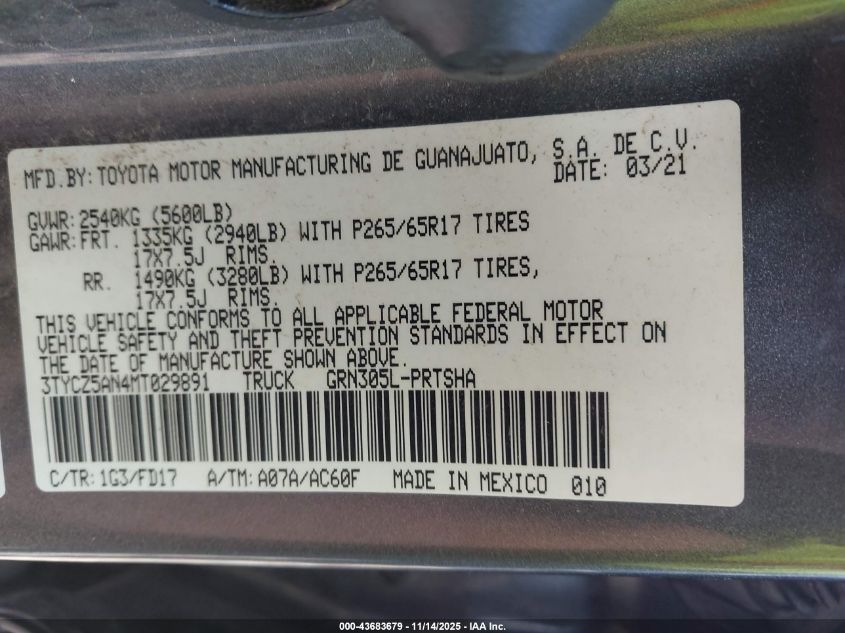 MFD.BY:TOYOTA MOTOR MANUFACTURING DE GUANAJUATO, S.A. DE C.V.
DATE: 03/21
GVWR:2540KG (5600LB)
GAWR:FRT. 1335KG (2940LB) WITH P265/65R17 TIRES
17X7.5J RIMS.
RR. 1490KG (3280LB) WITH P265/65R17 TIRES,
17X7.5J RIMS.
THIS VEHICLE CONFORMS TO ALL APPLICABLE FEDERAL MOTOR
VEHICLE SAFETY AND THEFT PREVENTION STANDARDS IN EFFECT ON
THE DATE OF MANUFACTURE SHOWN ABOVE.
3TYCZ5AN4MT029891 TRUCK GRN305L-PRTSHA
C/TR:1G3/FD17 A/TM:A07A/AC60F MADE IN MEXICO 010
000-43683679 - 11/14/2025 - IAA Inc.